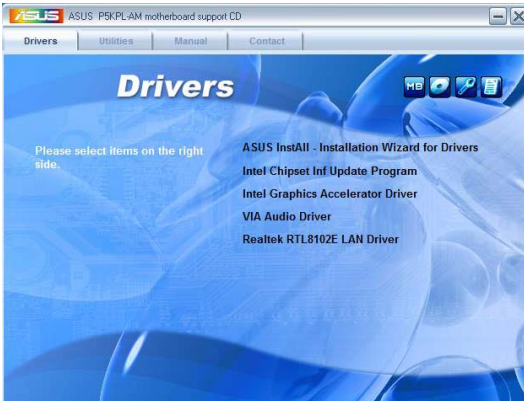 ASUS P5KPL-AM motherboard support CD
Drivers Utilities Manual Contact
Drivers
MB
Please select items on the right
side.
ASUS InstAll - Installation Wizard for Drivers
Intel Chipset Inf Update Program
Intel Graphics Accelerator Driver
VIA Audio Driver
Realtek RTL8102E LAN Driver